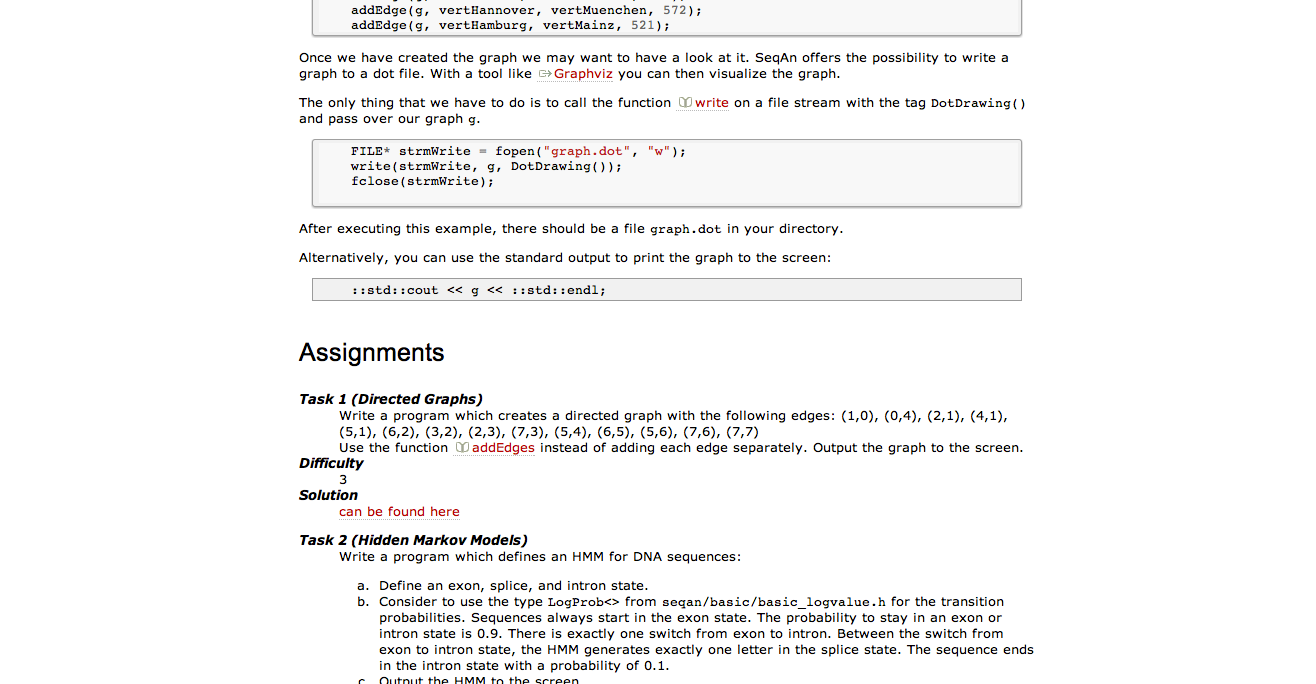 addEdge(g, vertHannover, vertMuenchen, 572);
addEdge(g, vertHamburg, vertMainz, 521);
Once we have created the graph we may want to have a look at it. SeqAn offers the possibility to write a
graph to a dot file. With a tool like Graphviz you can then visualize the graph.
The only thing that we have to do is to call the function write on a file stream with the tag DotDrawing()
and pass over our graph g.
FILE* strmWrite = fopen("graph.dot", "w");
write(strmWrite, g, DotDrawing());
fclose(strmWrite);
After executing this example, there should be a file graph.dot in your directory.
Alternatively, you can use the standard output to print the graph to the screen:
::std::cout << g << ::std::endl;
Assignments
Task 1 (Directed Graphs)
Write a program which creates a directed graph with the following edges: (1,0), (0,4), (2,1), (4,1),
(5,1), (6,2), (3,2), (2,3), (7,3), (5,4), (6,5), (5,6), (7,6), (7,7)
Use the function addEdges instead of adding each edge separately. Output the graph to the screen.
Difficulty
3
Solution
can be found here
Task 2 (Hidden Markov Models)
Write a program which defines an HMM for DNA sequences:
a. Define an exon, splice, and intron state.
b. Consider to use the type LogProb<> from seqan/basic/basic_logvalue.h for the transition
probabilities. Sequences always start in the exon state. The probability to stay in an exon or
intron state is 0.9. There is exactly one switch from exon to intron. Between the switch from
exon to intron state, the HMM generates exactly one letter in the splice state. The sequence ends
in the intron state with a probability of 0.1.
c. Output the HMM to the screen.